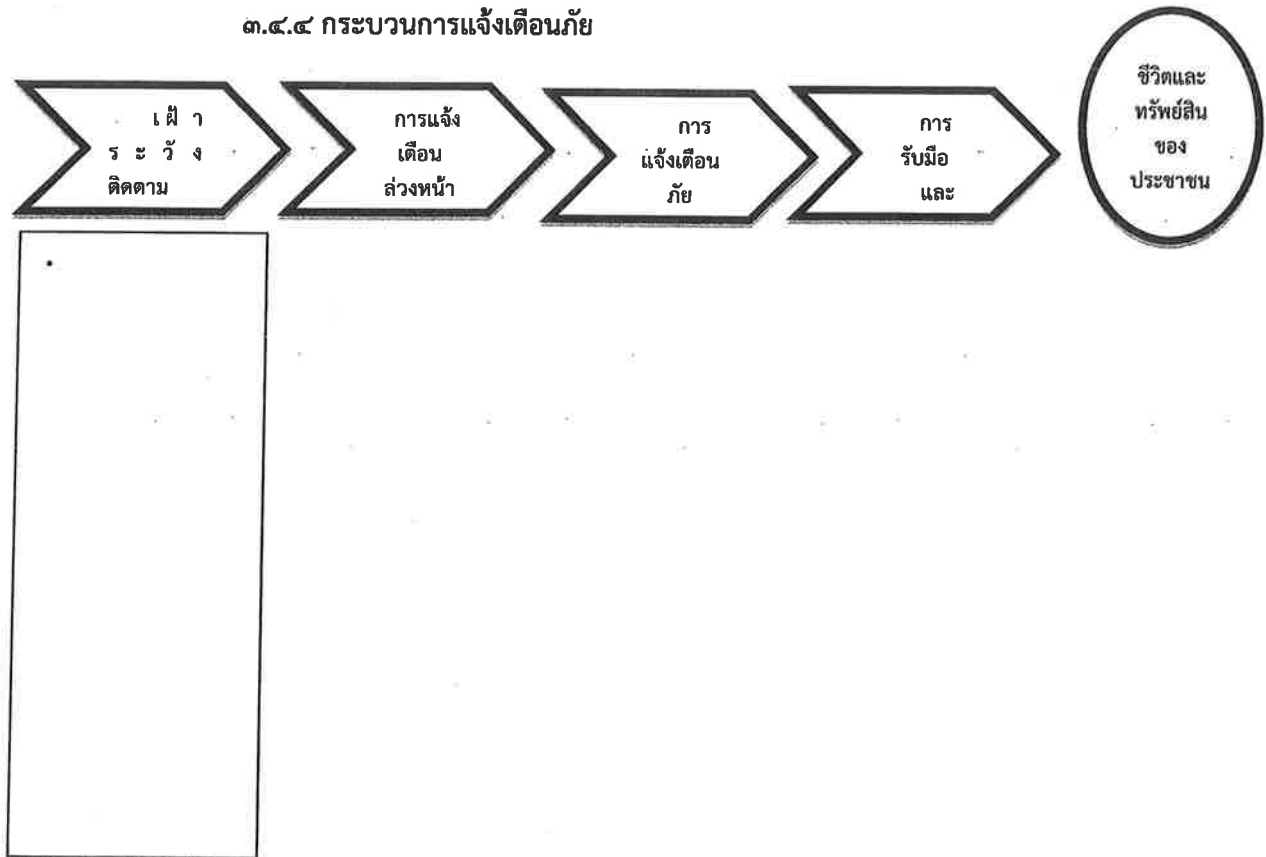 ๓.๔.๔ กระบวนการแจ้งเตือนภัย
เ ฝ้ า
ร ะ วั ง
ติดตาม
การแจ้ง
เตือน
ล่วงหน้า
การ
แจ้งเตือน
ภัย
การ
รับมือ
และ
ชีวิตและ
ทรัพย์สิน
ของ
ประชาชน
•